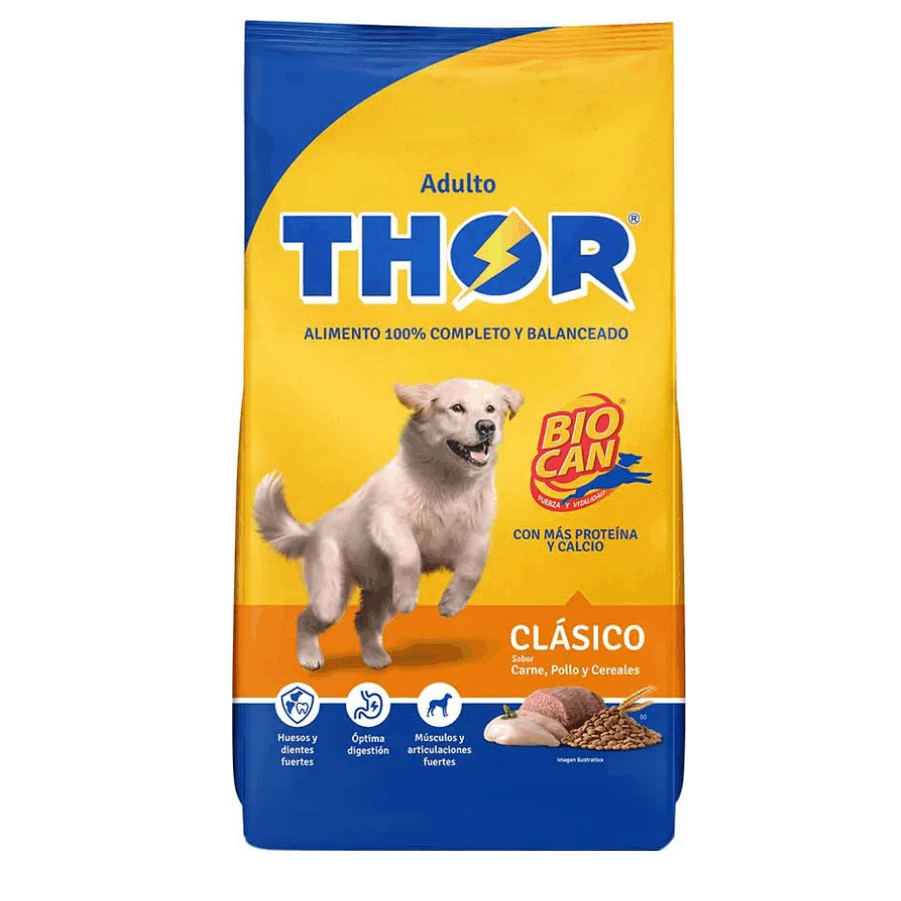 Adulto
THOR®
ALIMENTO 100% COMPLETO Y BALANCEADO
BIO®
CAN
FUERZA Y VITALIDAD
CON MÁS PROTEÍNA
Y CALCIO
CLÁSICO
Sabor
Carne, Pollo y Cereales
Huesos y
dientes
fuertes
Óptima
digestión
Músculos y
articulaciones
fuertes
Imagen ilustrativa